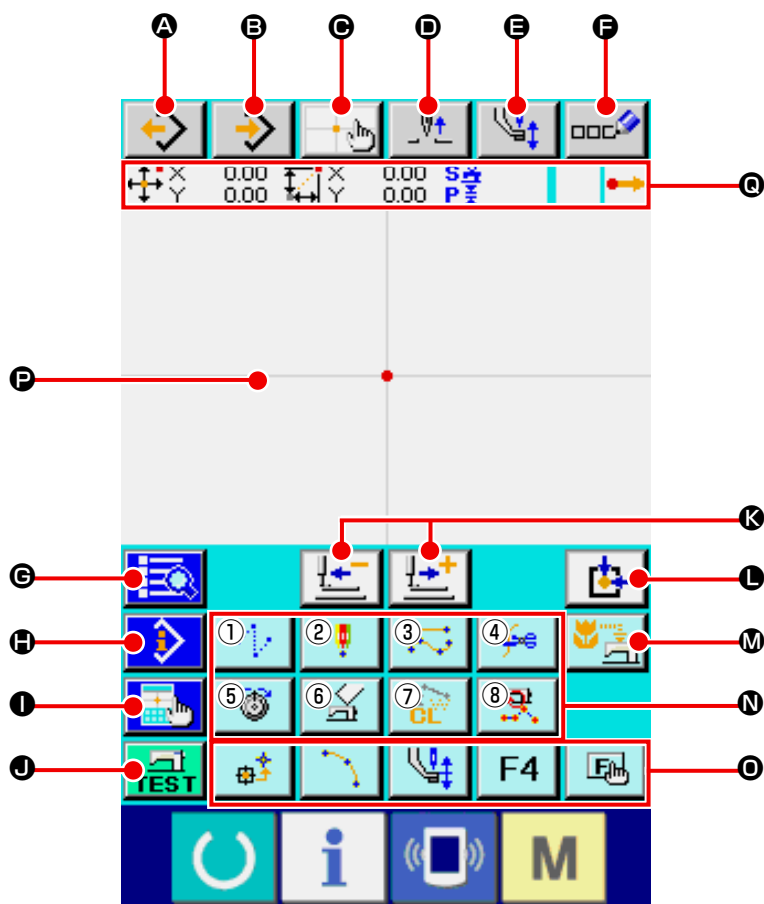 A B C D E F
X 0.00 X 0.00 S
Y 0.00 Y 0.00 P
Q
P
K
G
L
H
① ② ③ ④
M
I
⑤ ⑥ ⑦ CL ⑧
N
J
TEST
F4 F
O
i M